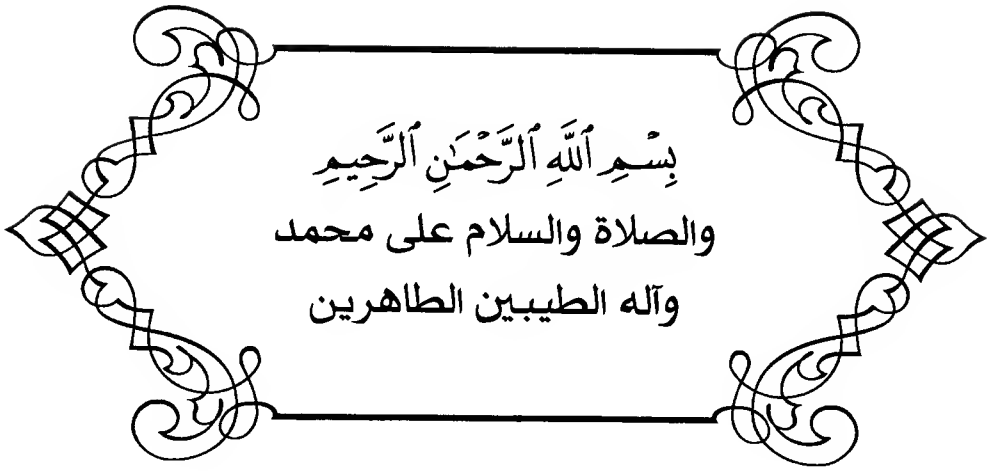 بِسْمِ ٱللَّهِ ٱلرَّحْمَٰنِ ٱلرَّحِيمِ
والصلاة والسلام على محمد
وآله الطيبين الطاهرين